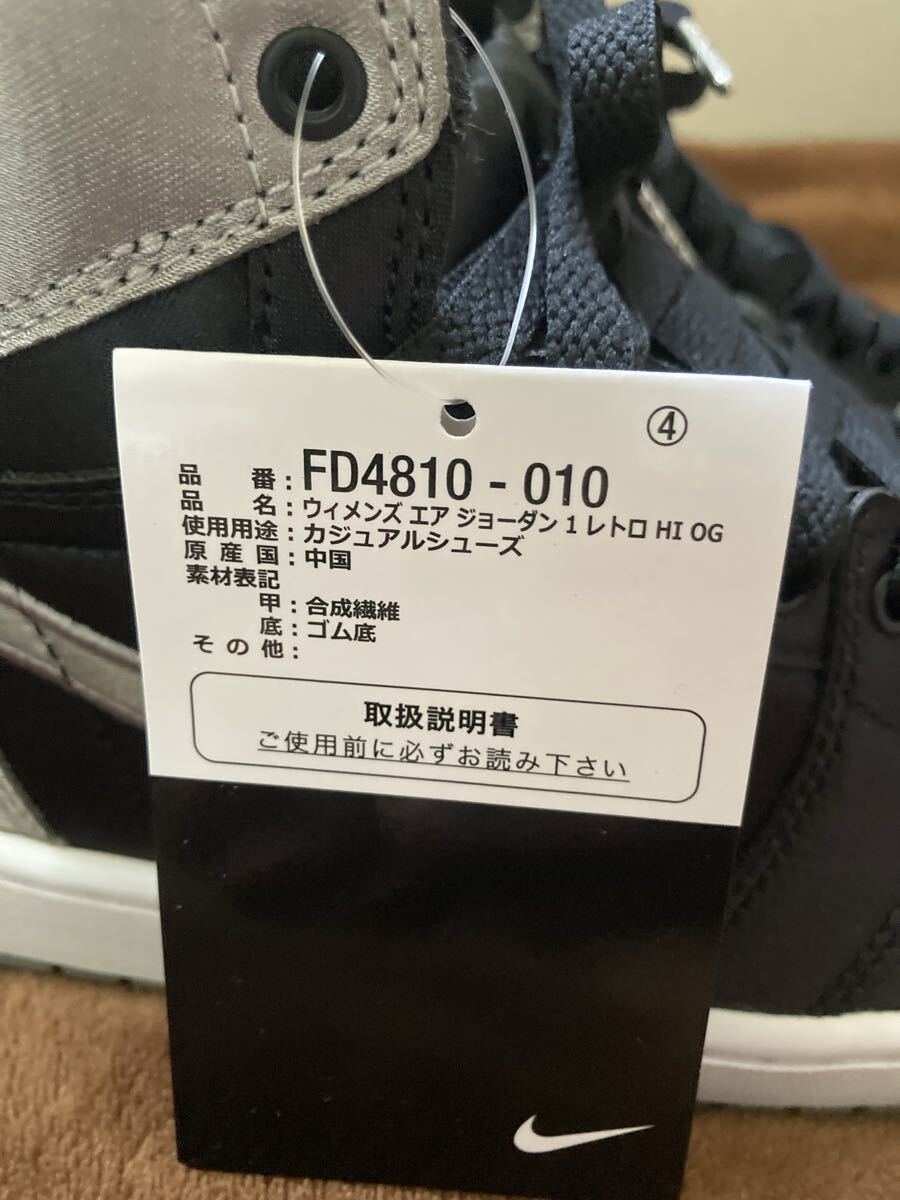 ④
品 番：FD4810 - 010
品 名：ウィメンズ エア ジョーダン 1 レトロ HI OG
使用用途：カジュアルシューズ
原 産 国：中国
素材表記
甲：合成繊維
底：ゴム底
そ の 他：
取扱説明書
ご使用前に必ずお読み下さい